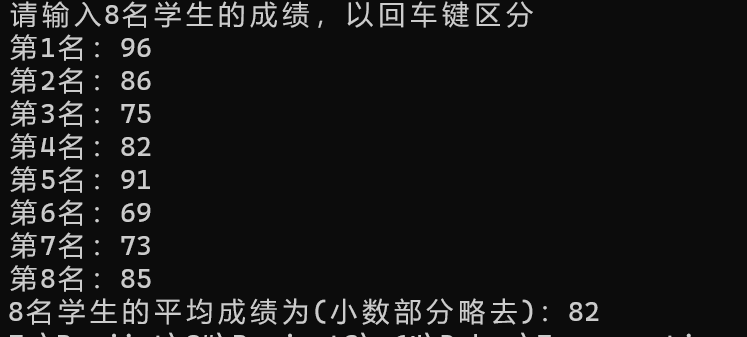 请输入8名学生的成绩，以回车键区分
第1名：96
第2名：86
第3名：75
第4名：82
第5名：91
第6名：69
第7名：73
第8名：85
8名学生的平均成绩为(小数部分略去)：82